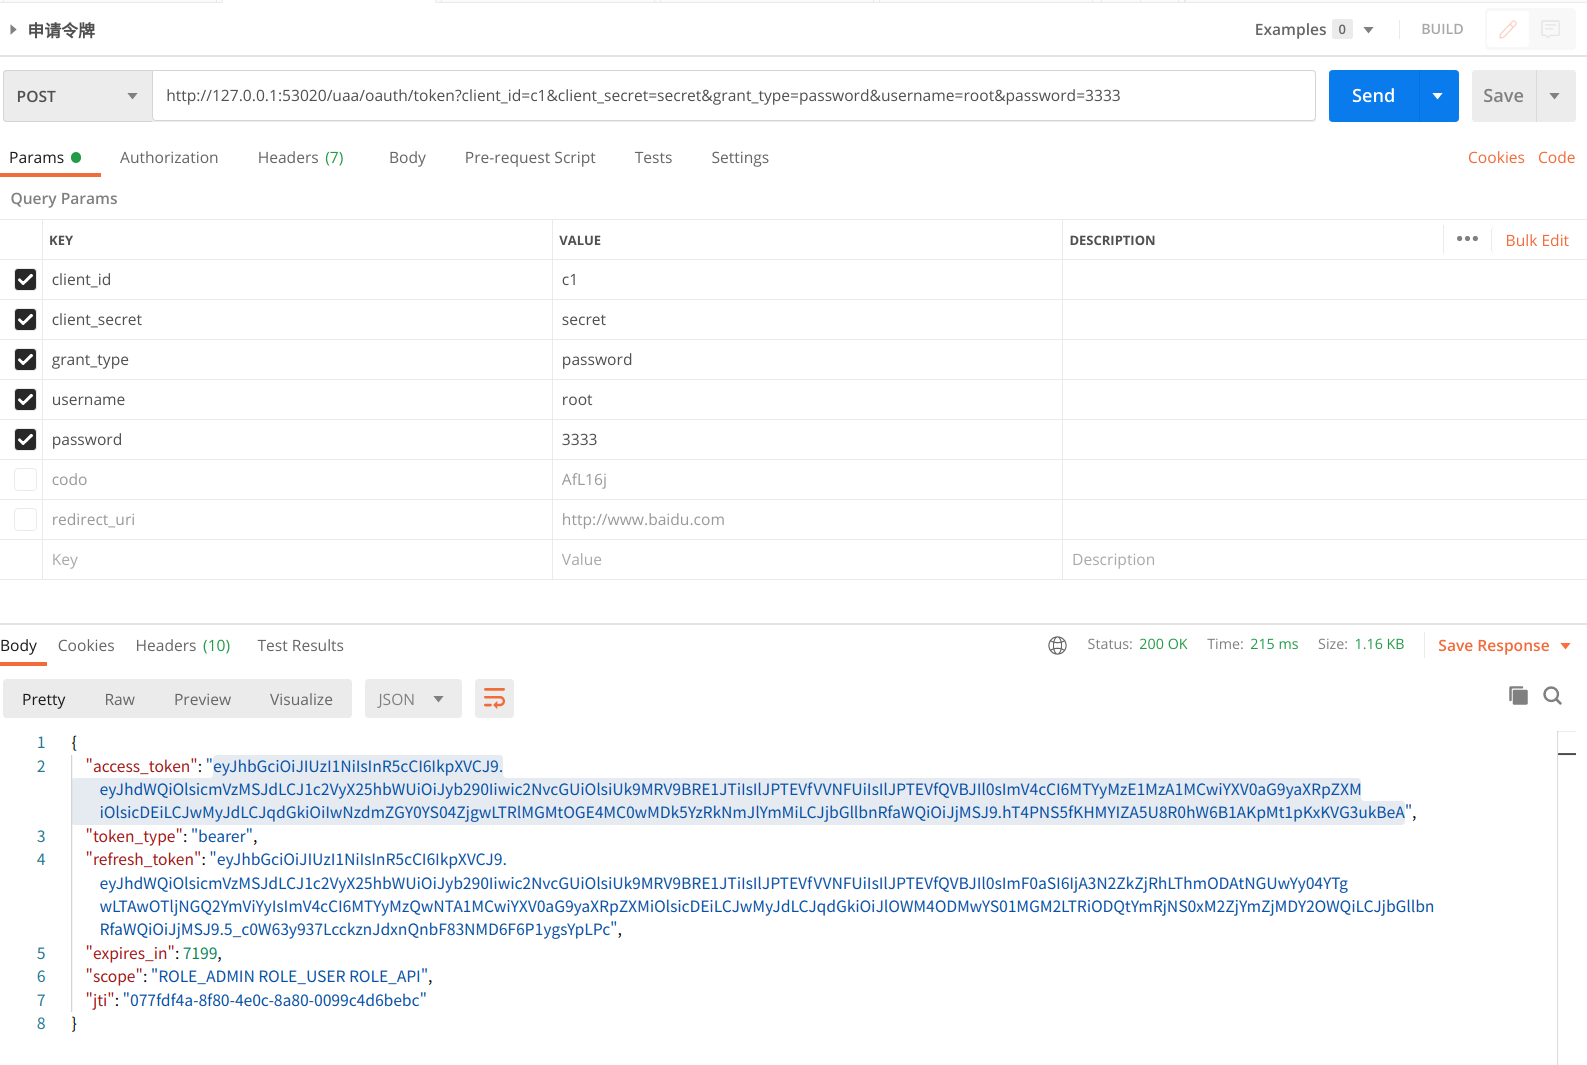 申请令牌
Examples 0
BUILD
POST
http://127.0.0.1:53020/uaa/oauth/token?client_id=c1&client_secret=secret&grant_type=password&username=root&password=3333
Send
Save
Params
Authorization
Headers (7)
Body
Pre-request Script
Tests
Settings
Cookies
Code
Query Params
KEY VALUE DESCRIPTION
••• Bulk Edit
client_id c1
client_secret secret
grant_type password
username root
password 3333
codo AfL16j
redirect_uri http://www.baidu.com
Key Value Description
Body
Cookies
Headers (10)
Test Results
Status: 200 OK
Time: 215 ms
Size: 1.16 KB
Save Response
Pretty
Raw
Preview
Visualize
JSON
1 {
2 "access_token": "eyJhbGciOiJIUzI1NiIsInR5cCI6IkpXVCJ9.
eyJhdWQiOlsicmVzMSJdLCJ1c2VyX25hbWUiOiJyb290Iiwic2NvcGUiOlsiUk9MRV9BRE1JTiIsIlJPTEVfVVNFUiIsIlJPTEVfQVBJIl0sImV4cCI6MTYyMzE1MzA1MCwiYXV0aG9yaXRpZXM
iOlsicDEiLCJwMyJdLCJqdGkiOiIwNzdmZGY0YS04ZjgwLTRlMGMtOGE4MC0wMDk5YzRkNmJlYmMiLCJjbGllbnRfaWQiOiJjMSJ9.hT4PNS5fKHMYIZA5U8R0hW6B1AKpMt1pKxKVG3ukBeA",
3 "token_type": "bearer",
4 "refresh_token": "eyJhbGciOiJIUzI1NiIsInR5cCI6IkpXVCJ9.
eyJhdWQiOlsicmVzMSJdLCJ1c2VyX25hbWUiOiJyb290Iiwic2NvcGUiOlsiUk9MRV9BRE1JTiIsIlJPTEVfVVNFUiIsIlJPTEVfQVBJIl0sImF0aSI6IjA3N2ZkZjRhLThmODAtNGUwYy04YTg
wLTAwOTljNGQ2YmViYyIsImV4cCI6MTYyMzQwNTA1MCwiYXV0aG9yaXRpZXMiOlsicDEiLCJwMyJdLCJqdGkiOiJlOWM4ODMwYS01MGM2LTRiODQtYmRjNS0xM2ZjYmZjMDY2OWQiLCJjbGllbn
RfaWQiOiJjMSJ9.5_c0W63y937LcckznJdxnQnbF83NMD6F6P1ygsYpLPc",
5 "expires_in": 7199,
6 "scope": "ROLE_ADMIN ROLE_USER ROLE_API",
7 "jti": "077fdf4a-8f80-4e0c-8a80-0099c4d6bebc"
8 }